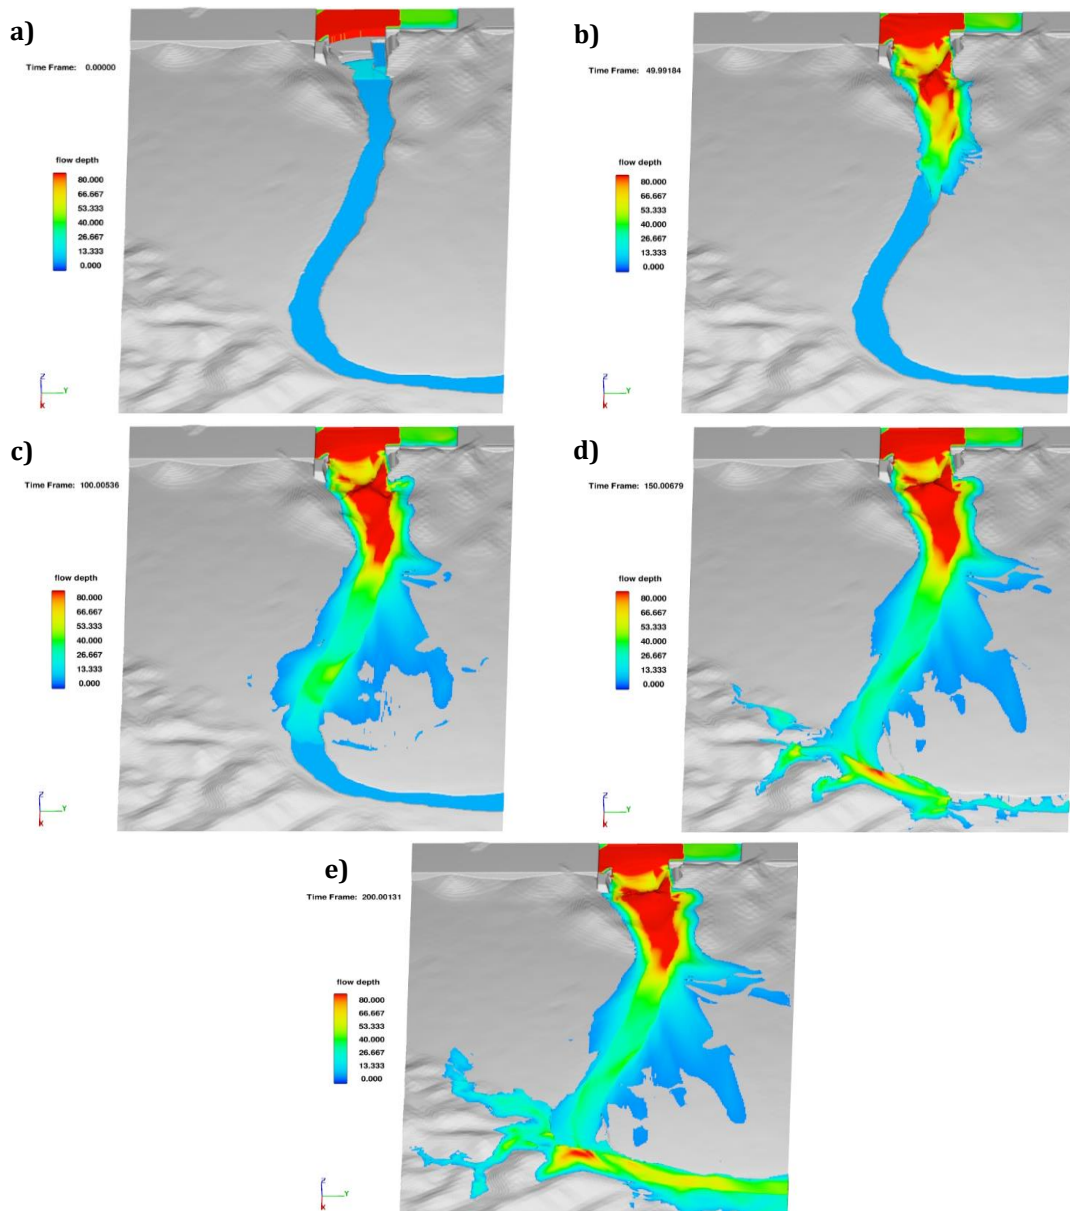 a)
Time Frame: 0.00000
flow depth
80.000
66.667
53.333
40.000
26.667
13.333
0.000
Z
Y
X
b)
Time Frame: 49.99184
flow depth
80.000
66.667
53.333
40.000
26.667
13.333
0.000
Z
Y
X
c)
Time Frame: 100.00536
flow depth
80.000
66.667
53.333
40.000
26.667
13.333
0.000
Z
Y
X
d)
Time Frame: 150.00679
flow depth
80.000
66.667
53.333
40.000
26.667
13.333
0.000
Z
Y
X
e)
Time Frame: 200.00131
flow depth
80.000
66.667
53.333
40.000
26.667
13.333
0.000
Z
Y
X